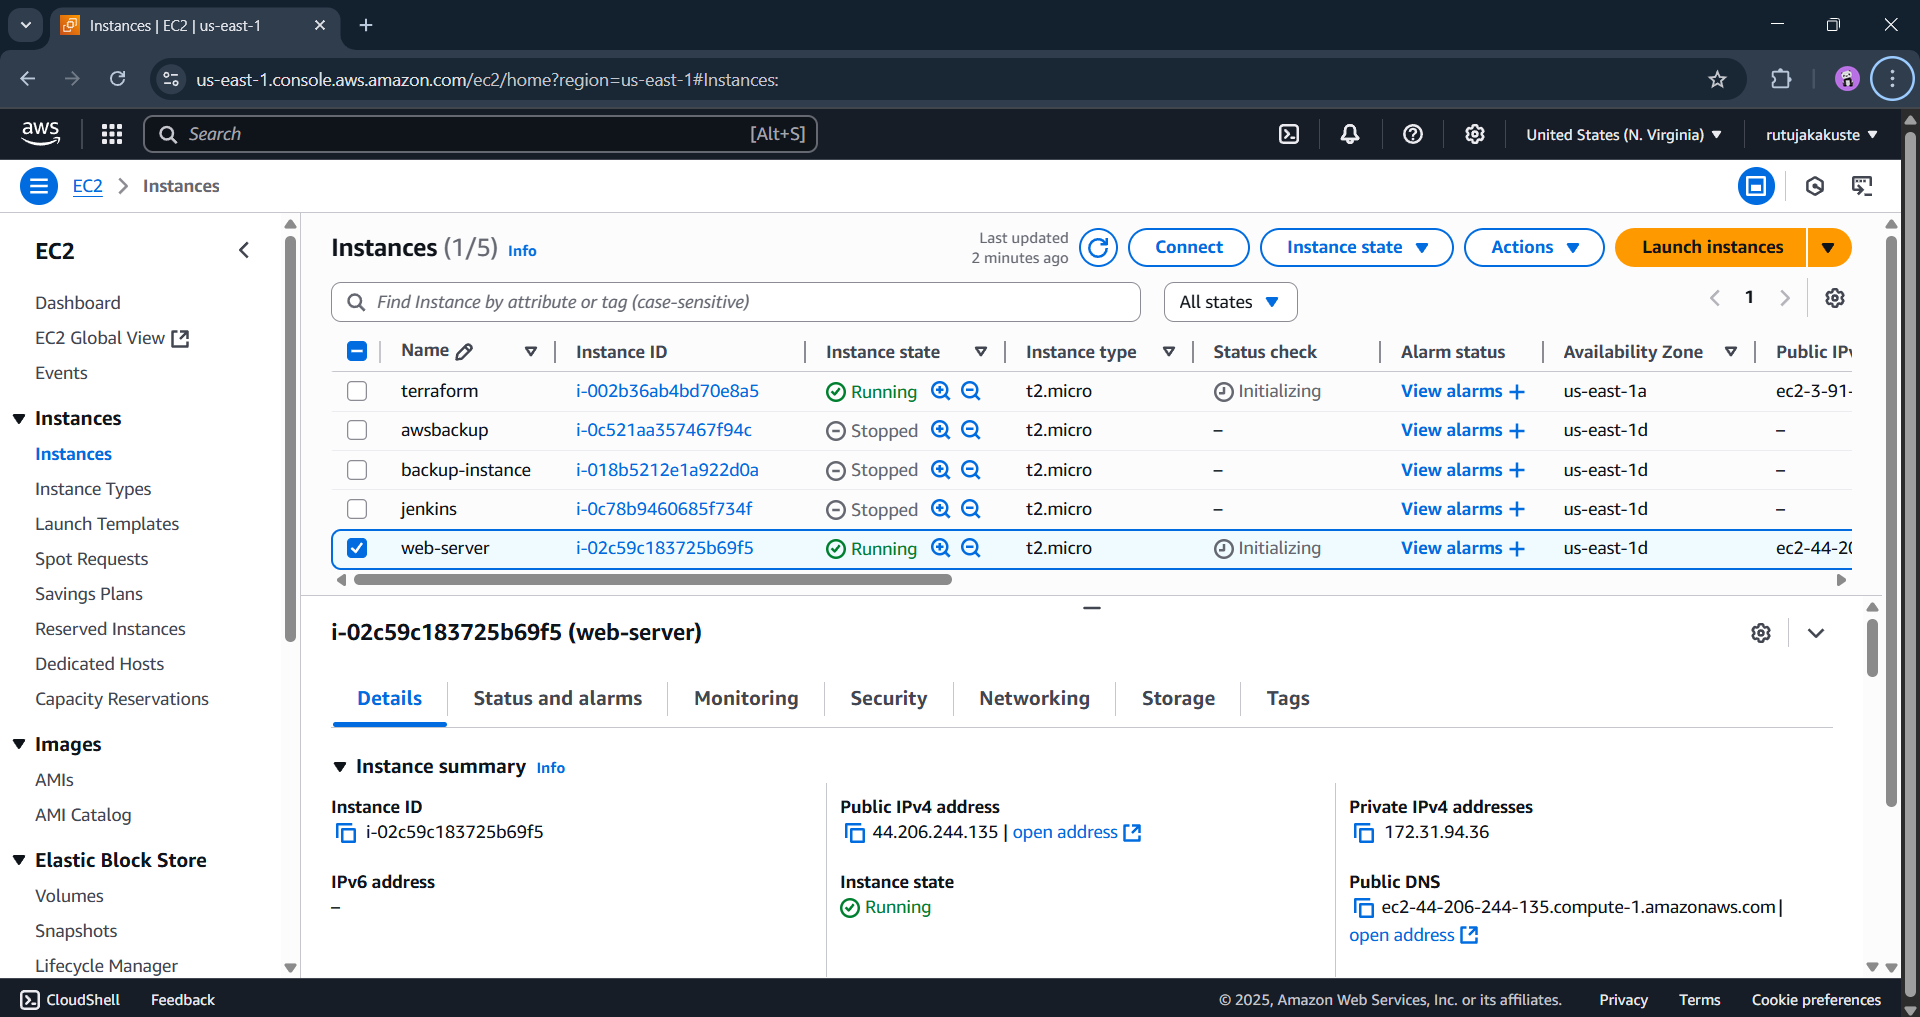 Instances | EC2 | us-east-1
us-east-1.console.aws.amazon.com/ec2/home?region=us-east-1#Instances:
aws
Search [Alt+S]
United States (N. Virginia)
rutujakakuste
EC2 > Instances
EC2
Dashboard
EC2 Global View
Events
Instances
Instances
Instance Types
Launch Templates
Spot Requests
Savings Plans
Reserved Instances
Dedicated Hosts
Capacity Reservations
Images
AMIs
AMI Catalog
Elastic Block Store
Volumes
Snapshots
Lifecycle Manager
Instances (1/5) Info
Last updated
2 minutes ago
Connect
Instance state
Actions
Launch instances
Find Instance by attribute or tag (case-sensitive)
All states
1
Name Instance ID Instance state Instance type Status check Alarm status Availability Zone Public IPv
terraform i-002b36ab4bd70e8a5 Running t2.micro Initializing View alarms + us-east-1a ec2-3-91-
awsbackup i-0c521aa357467f94c Stopped t2.micro – View alarms + us-east-1d –
backup-instance i-018b5212e1a922d0a Stopped t2.micro – View alarms + us-east-1d –
jenkins i-0c78b9460685f734f Stopped t2.micro – View alarms + us-east-1d –
web-server i-02c59c183725b69f5 Running t2.micro Initializing View alarms + us-east-1d ec2-44-20
i-02c59c183725b69f5 (web-server)
Details
Status and alarms
Monitoring
Security
Networking
Storage
Tags
Instance summary Info
Instance ID
i-02c59c183725b69f5
Public IPv4 address
44.206.244.135 | open address
Private IPv4 addresses
172.31.94.36
IPv6 address
–
Instance state
Running
Public DNS
ec2-44-206-244-135.compute-1.amazonaws.com |
open address
CloudShell
Feedback
© 2025, Amazon Web Services, Inc. or its affiliates.
Privacy
Terms
Cookie preferences